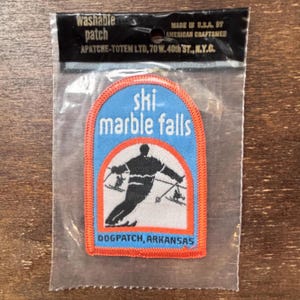 Washable
patch
MADE IN U.S.A. BY
AMERICAN CRAFTSMEN
APATCHE-TOTEN LTD, 70 W. 40th ST., N.Y.C.
ski
marble falls
DOGPATCH, ARKANSAS